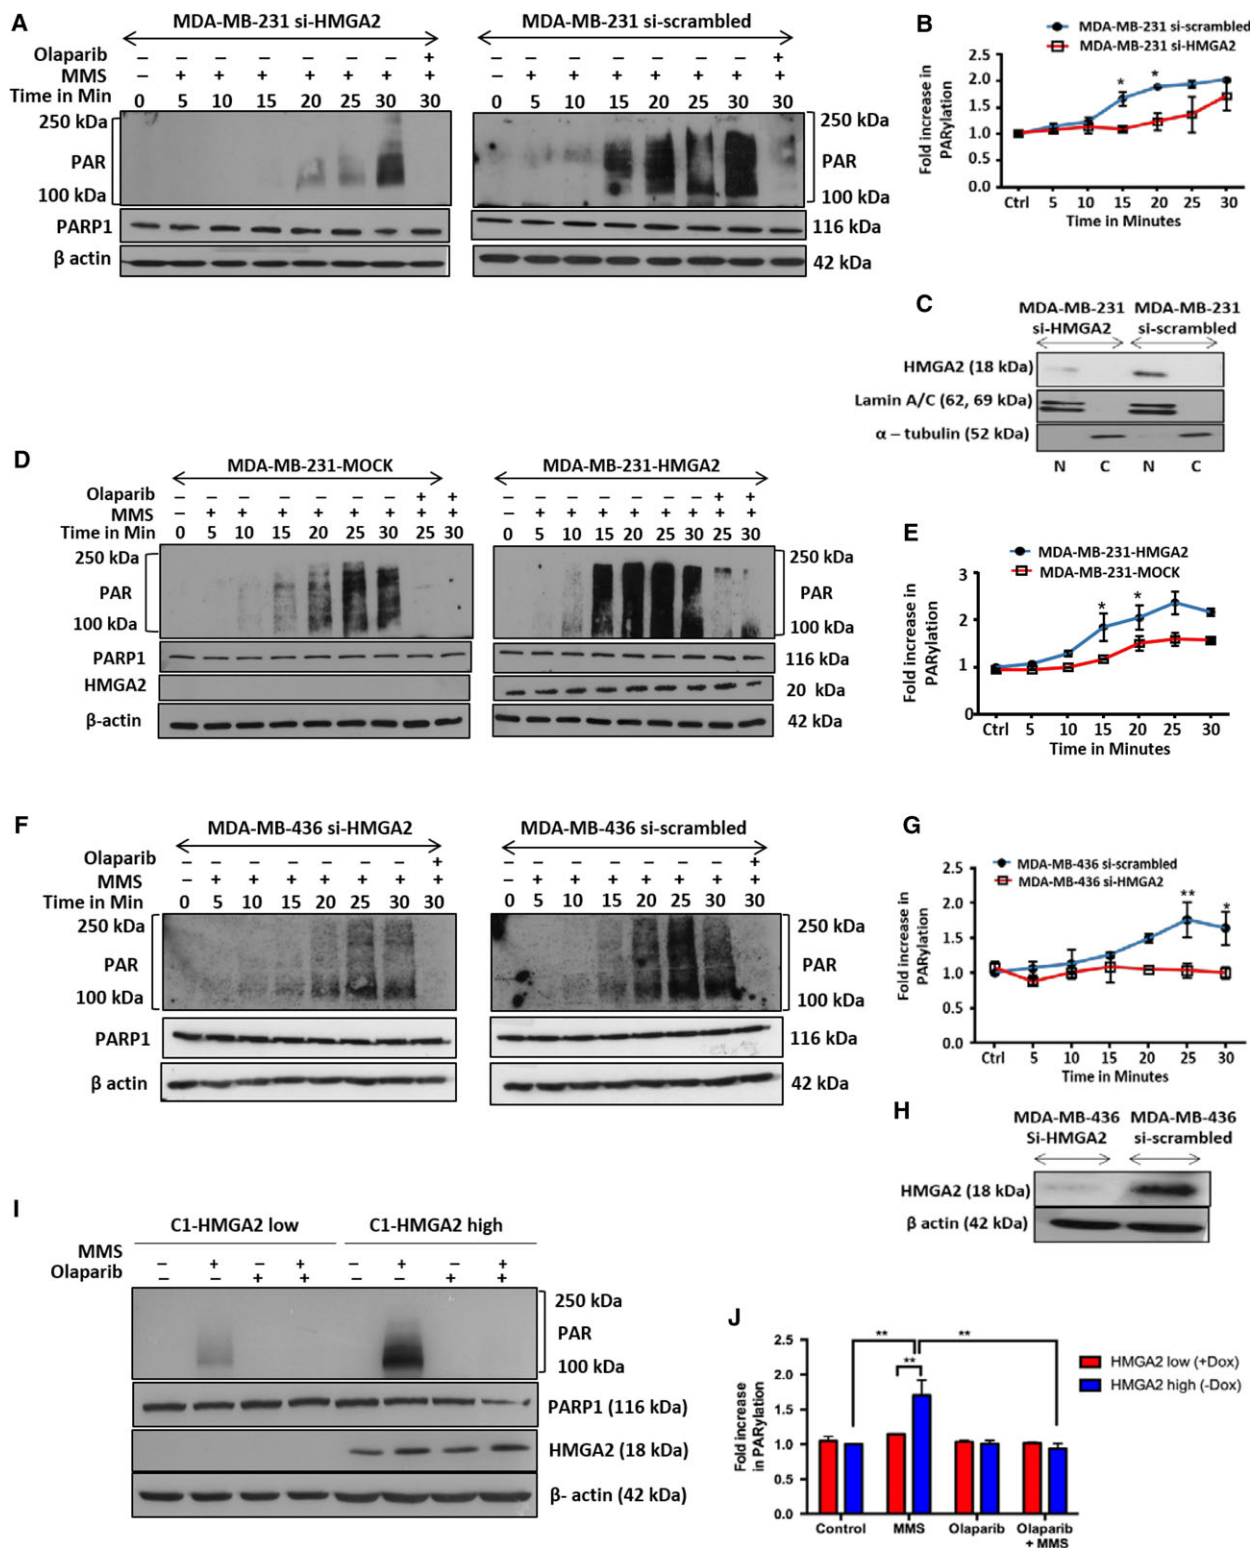 A
MDA-MB-231 si-HMGA2
MDA-MB-231 si-scrambled
Olaparib – – – – – – – +
– – – – – – – +
MMS – + + + + + + +
– + + + + + + +
Time in Min 0 5 10 15 20 25 30 30
0 5 10 15 20 25 30 30
250 kDa
PAR
100 kDa
250 kDa
PAR
100 kDa
PARP1
116 kDa
β actin
42 kDa
B
MDA-MB-231 si-scrambled
MDA-MB-231 si-HMGA2
Fold increase in
PARylation
2.5
2.0
1.5
1.0
0.5
0.0
* *
Ctrl 5 10 15 20 25 30
Time in Minutes
C
MDA-MB-231
si-HMGA2
MDA-MB-231
si-scrambled
HMGA2 (18 kDa)
Lamin A/C (62, 69 kDa)
α – tubulin (52 kDa)
N C N C
D
MDA-MB-231-MOCK
MDA-MB-231-HMGA2
Olaparib – – – – – – – + +
– – – – – – – + +
MMS – + + + + + + + +
– + + + + + + + +
Time in Min 0 5 10 15 20 25 30 25 30
0 5 10 15 20 25 30 25 30
250 kDa
PAR
100 kDa
250 kDa
PAR
100 kDa
PARP1
116 kDa
HMGA2
20 kDa
β-actin
42 kDa
E
MDA-MB-231-HMGA2
MDA-MB-231-MOCK
Fold increase in
PARylation
3
2
1
0
* *
Ctrl 5 10 15 20 25 30
Time in Minutes
F
MDA-MB-436 si-HMGA2
MDA-MB-436 si-scrambled
Olaparib – – – – – – – +
– – – – – – – +
MMS – + + + + + + +
– + + + + + + +
Time in Min 0 5 10 15 20 25 30 30
0 5 10 15 20 25 30 30
250 kDa
PAR
100 kDa
250 kDa
PAR
100 kDa
PARP1
116 kDa
β actin
42 kDa
G
MDA-MB-436 si-scrambled
MDA-MB-436 si-HMGA2
Fold increase in
PARylation
2.5
2.0
1.5
1.0
0.5
0.0
** *
Ctrl 5 10 15 20 25 30
Time in Minutes
H
MDA-MB-436
Si-HMGA2
MDA-MB-436
si-scrambled
HMGA2 (18 kDa)
β actin (42 kDa)
I
C1-HMGA2 low
C1-HMGA2 high
MMS – + – + – + – +
Olaparib – – + + – – + +
250 kDa
PAR
100 kDa
PARP1 (116 kDa)
HMGA2 (18 kDa)
β- actin (42 kDa)
J
Fold increase
in PARylation
2.5
2.0
1.5
1.0
0.5
0.0
** **
**
HMGA2 low (+Dox)
HMGA2 high (-Dox)
Control MMS Olaparib Olaparib
+ MMS